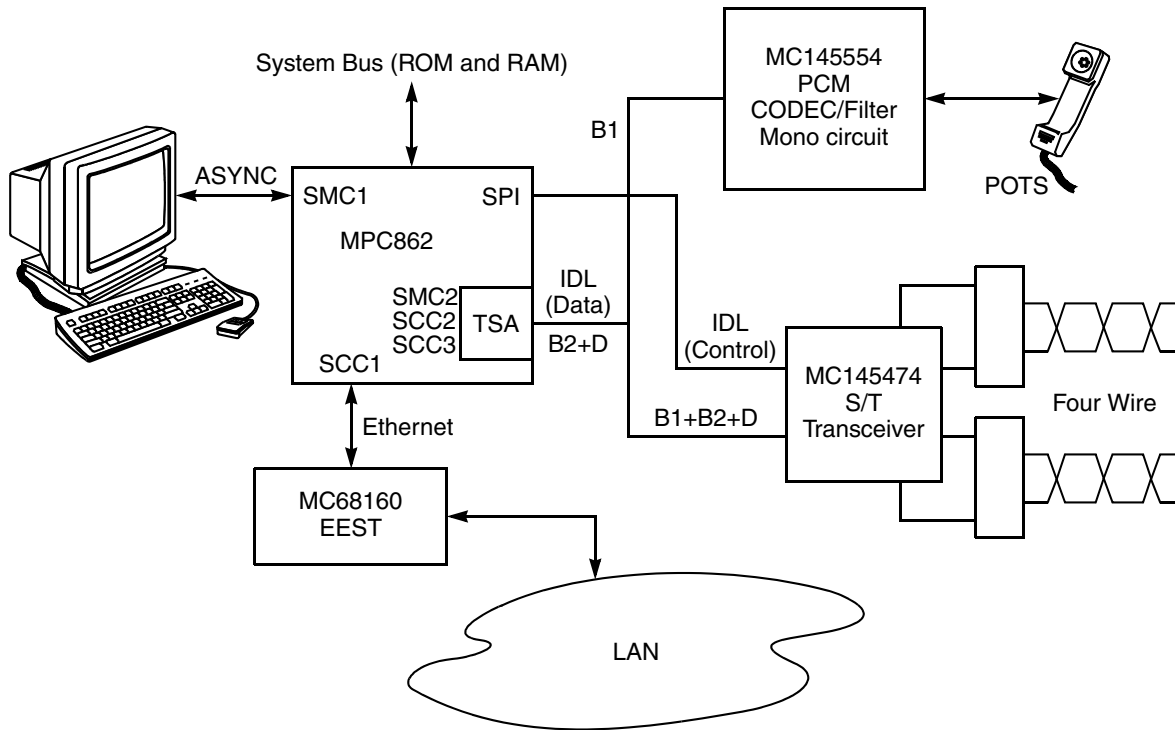 System Bus (ROM and RAM)
MC145554
PCM
CODEC/Filter
Mono circuit
B1
POTS
ASYNC
SMC1
SPI
MPC862
SMC2
SCC2
SCC3
TSA
SCC1
IDL
(Data)
B2+D
IDL
(Control)
B1+B2+D
MC145474
S/T
Transceiver
Four Wire
Ethernet
MC68160
EEST
LAN